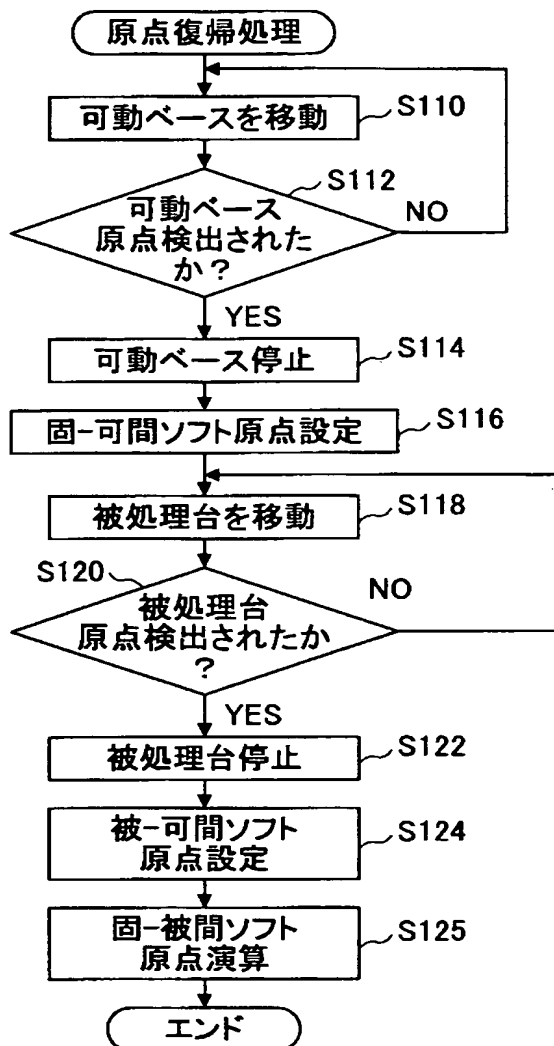 原点復帰処理
可動ベースを移動
S110
S112
可動ベース
原点検出された
か？
NO
YES
可動ベース停止
S114
固-可間ソフト原点設定
S116
被処理台を移動
S118
S120
被処理台
原点検出されたか
？
NO
YES
被処理台停止
S122
被-可間ソフト
原点設定
S124
固-被間ソフト
原点演算
S125
エンド